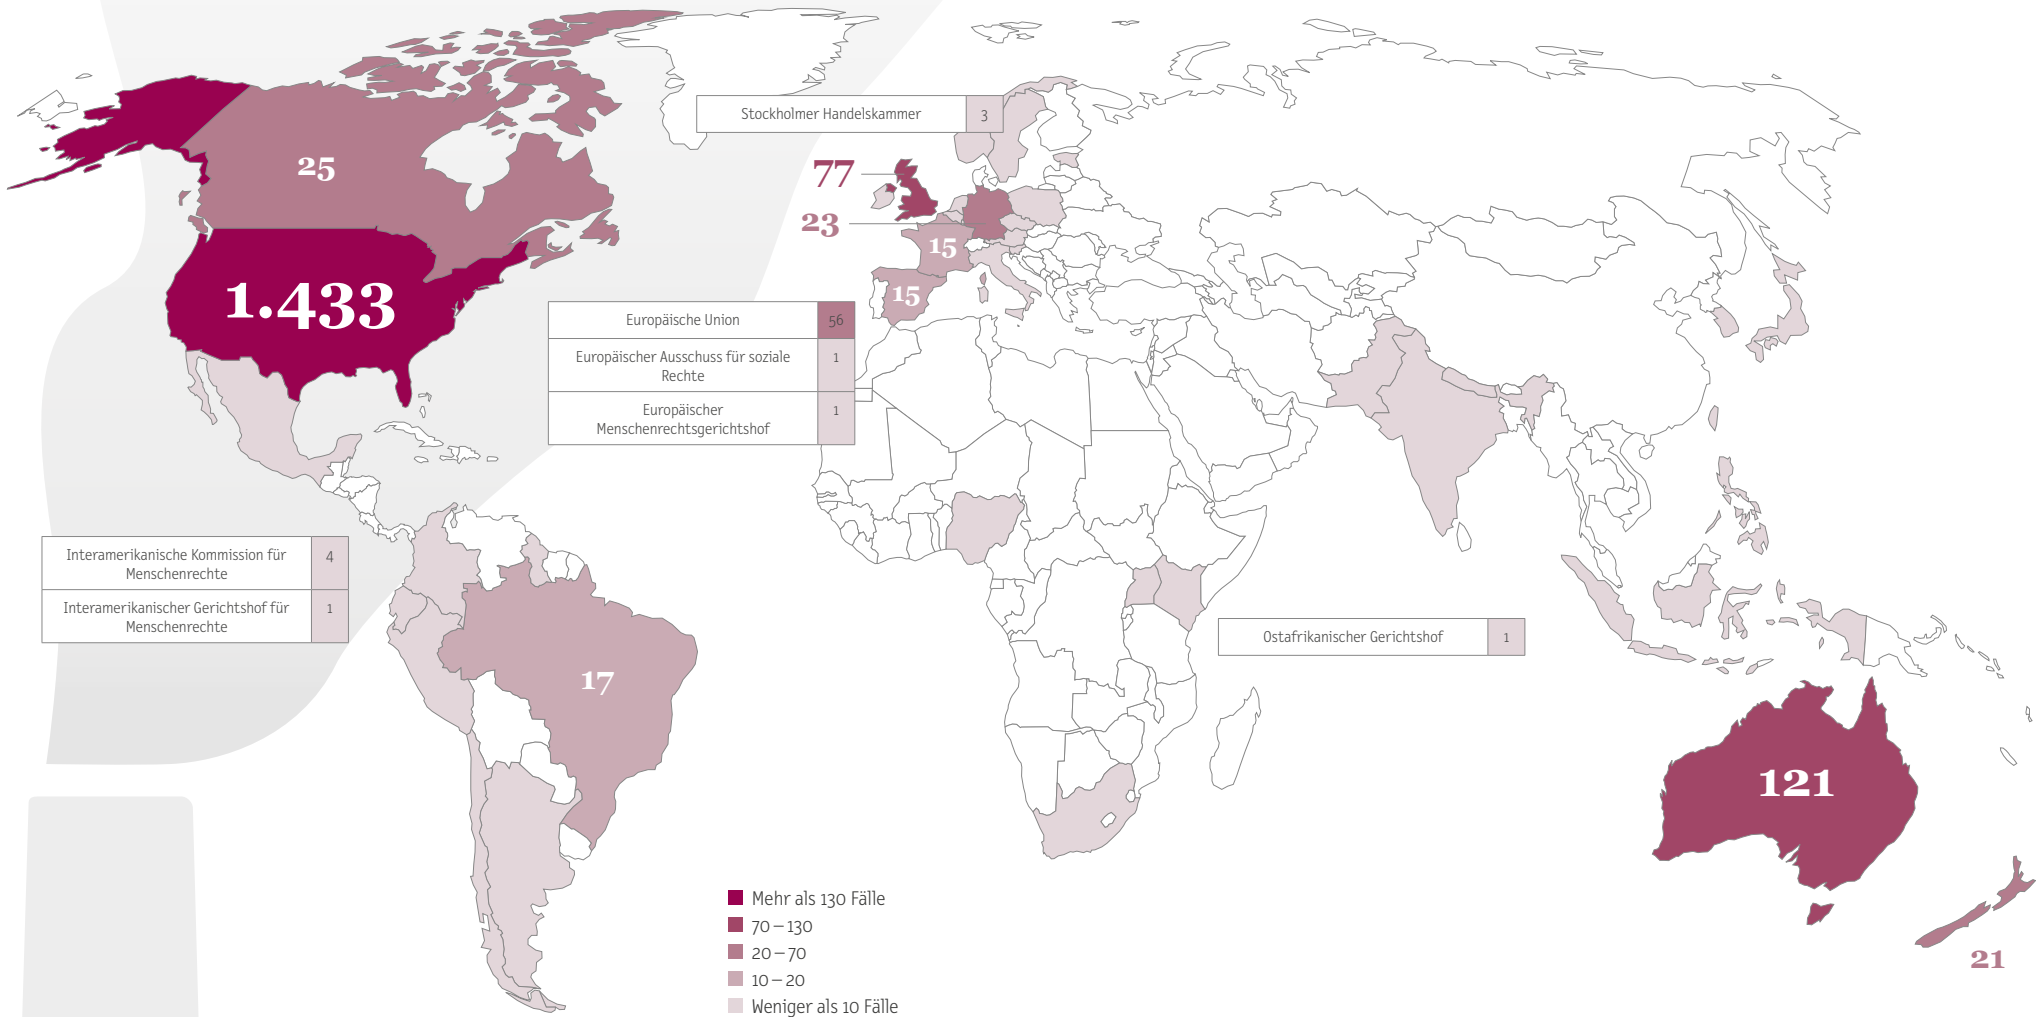 25
1.433
Stockholmer Handelskammer 3
77
23
15
15
Europäische Union 56
Europäischer Ausschuss für soziale
Rechte 1
Europäischer
Menschenrechtsgerichtshof 1
Interamerikanische Kommission für
Menschenrechte 4
Interamerikanischer Gerichtshof für
Menschenrechte 1
17
Ostafrikanischer Gerichtshof 1
121
21
Mehr als 130 Fälle
70 – 130
20 – 70
10 – 20
Weniger als 10 Fälle